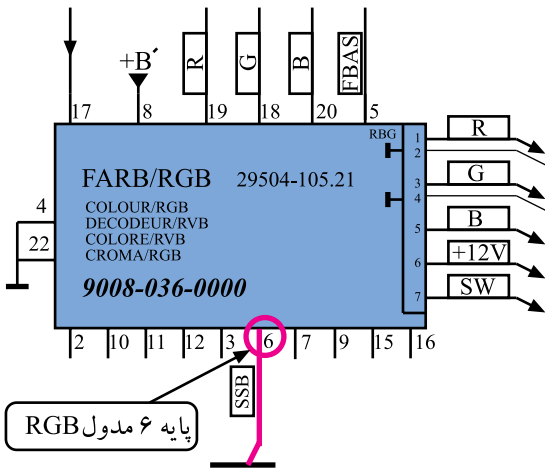 R
G
B
FBAS
+B´
17
8
19
18
20
5
RBG
1
R
2
FARB/RGB 29504-105.21
3
G
4
4
COLOUR/RGB
DECODEUR/RVB
COLORE/RVB
CROMA/RGB
5
B
22
6
+12V
9008-036-0000
7
SW
2
10
11
12
3
6
7
9
15
16
SSB
پایه ۶ مدول RGB